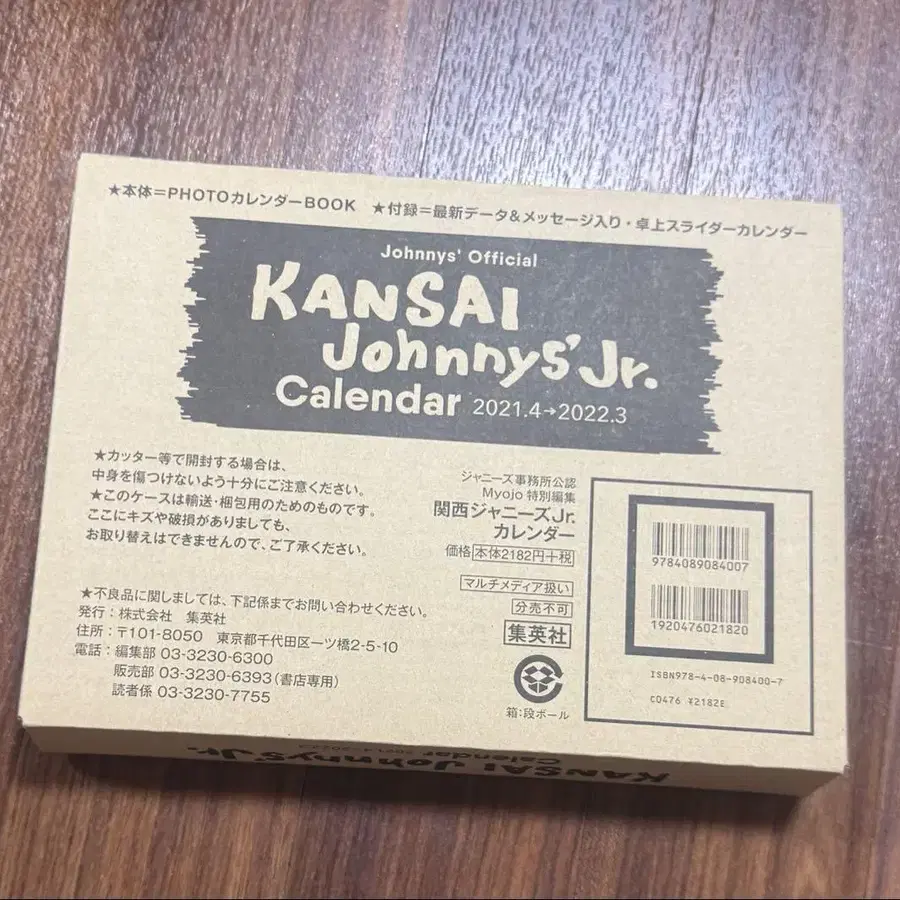 ★本体=PHOTOカレンダーBOOK ★付録=最新データ&メッセージ入り・卓上スライダーカレンダー
Johnnys' Official
KANSAI
Johnnys' Jr.
Calendar 2021.4→2022.3
★カッター等で開封する場合は、
中身を傷つけないよう十分にご注意ください。
★このケースは輸送・梱包用のためのものです。
ここにキズや破損がありましても、
お取り替えはできませんので、ご了承ください。
★不良品に関しましては、下記係までお問い合わせください。
発行:株式会社 集英社
住所:〒101-8050 東京都千代田区一ツ橋2-5-10
電話:編集部 03-3230-6300
販売部 03-3230-6393(書店専用)
読者係 03-3230-7755
ジャニーズ事務所公認
Myojo 特別編集
関西ジャニーズJr.
カレンダー
価格 本体2182円+税
マルチメディア扱い
分売不可
集英社
箱:段ボール
9784089084007
1920476021820
ISBN978-4-08-908400-7
C0476 ¥2182E
KANSAI Johnnys' Jr.
Calendar 2021.4→2022.3